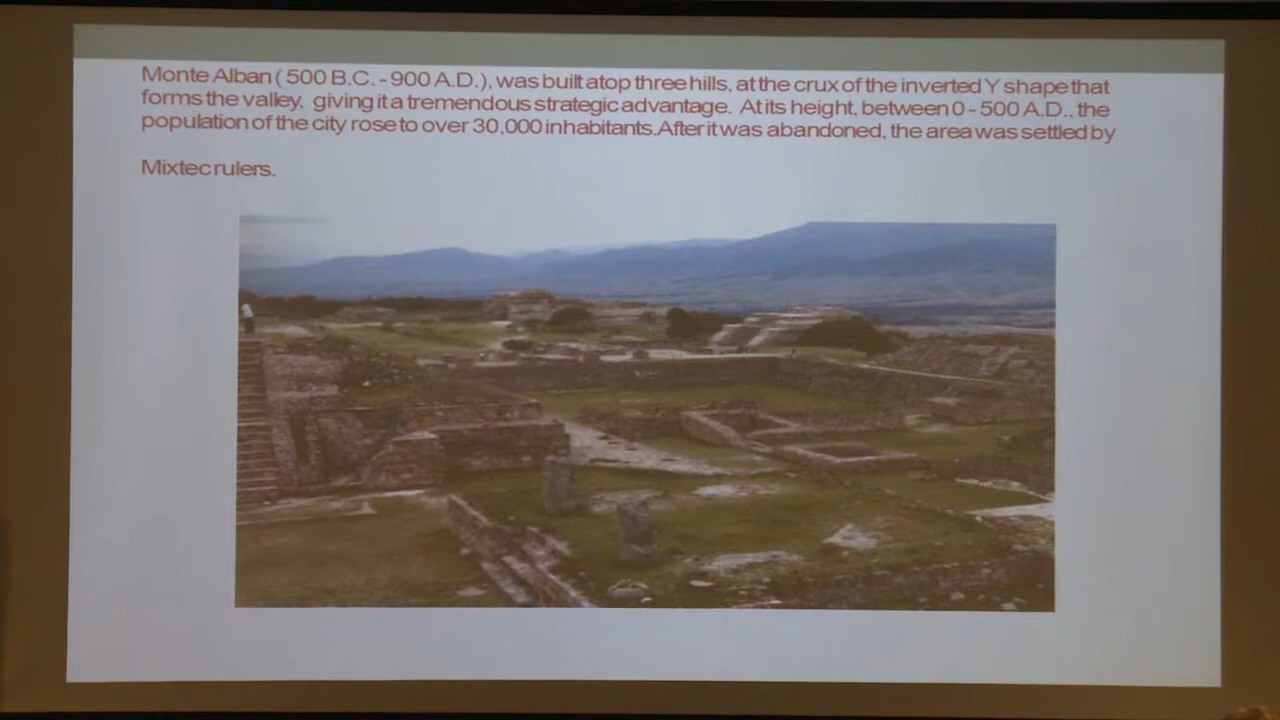 Monte Alban ( 500 B.C. - 900 A.D.), was built atop three hills, at the crux of the inverted Y shape that
forms the valley, giving it a tremendous strategic advantage. At its height, between 0 - 500 A.D., the
population of the city rose to over 30,000 inhabitants. After it was abandoned, the area was settled by
Mixtec rulers.